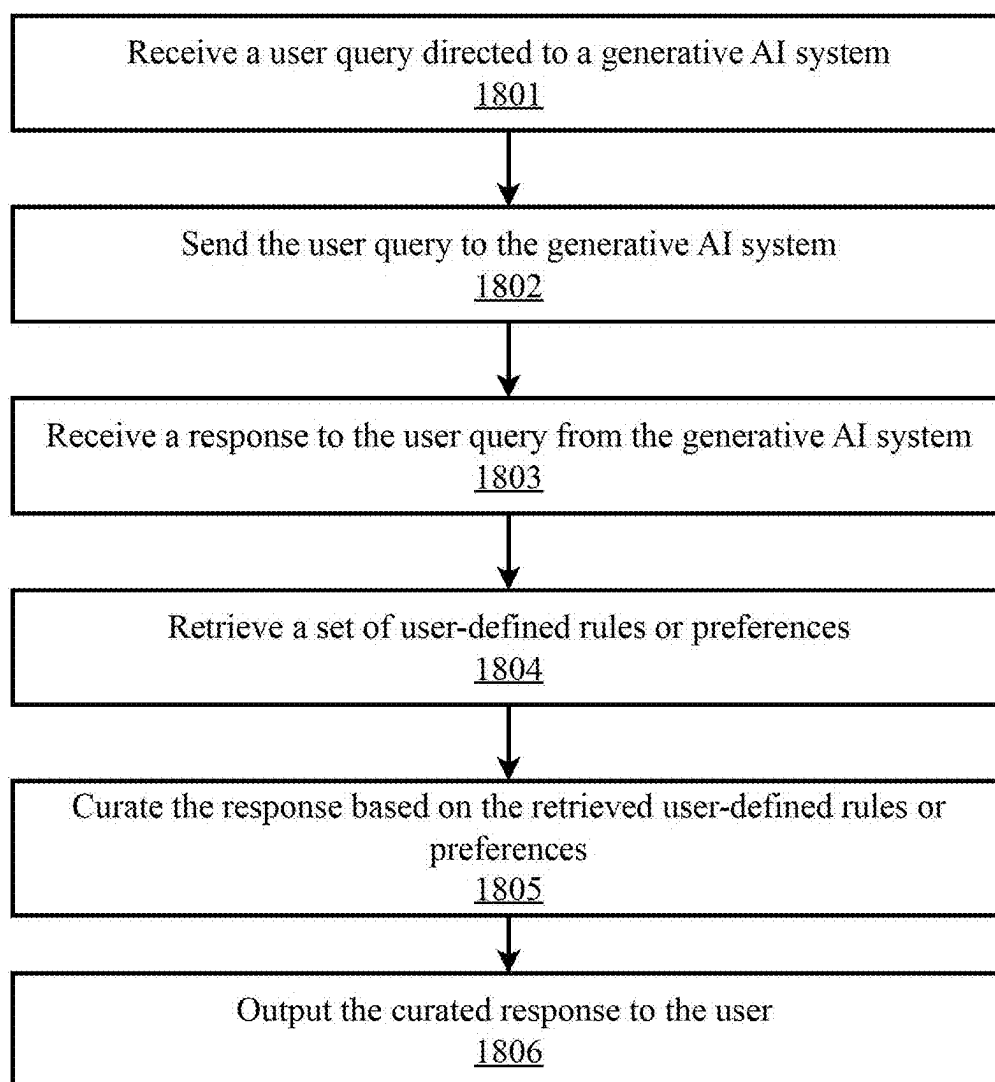 Receive a user query directed to a generative AI system
1801
Send the user query to the generative AI system
1802
Receive a response to the user query from the generative AI system
1803
Retrieve a set of user-defined rules or preferences
1804
Curate the response based on the retrieved user-defined rules or
preferences
1805
Output the curated response to the user
1806